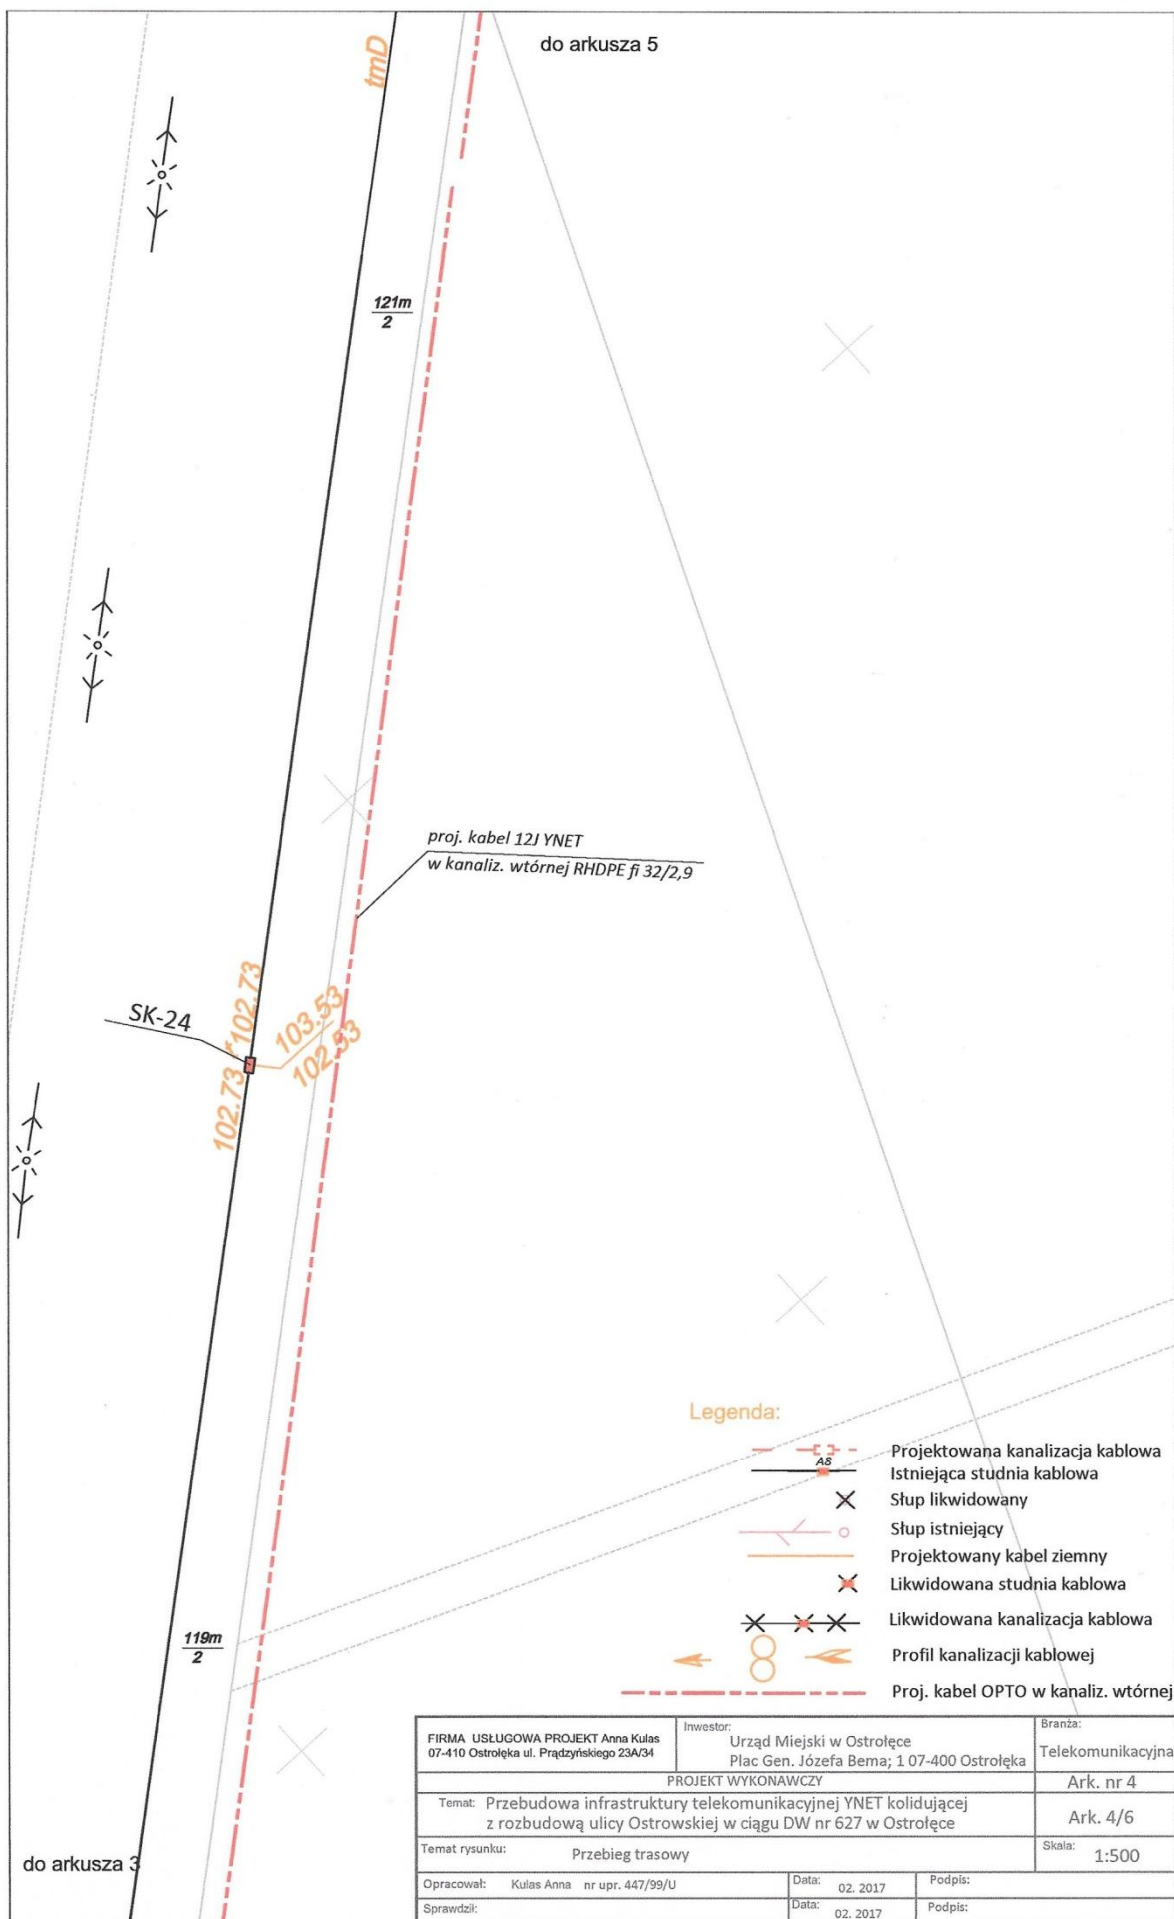 do arkusza 5
tmD
121m
2
proj. kabel 12J YNET
w kanaliz. wtórnej RHDPE fi 32/2,9
SK-24
102.73
*102.73
103.53
102.53
Legenda:
Projektowana kanalizacja kablowa
A8
Istniejąca studnia kablowa
Słup likwidowany
Słup istniejący
Projektowany kabel ziemny
Likwidowana studnia kablowa
Likwidowana kanalizacja kablowa
Profil kanalizacji kablowej
Proj. kabel OPTO w kanaliz. wtórnej
119m
2
do arkusza 3
FIRMA USŁUGOWA PROJEKT Anna Kulas
07-410 Ostrołęka ul. Prądzyńskiego 23A/34
Inwestor:
Urząd Miejski w Ostrołęce
Plac Gen. Józefa Bema; 1 07-400 Ostrołęka
Branża:
Telekomunikacyjna
PROJEKT WYKONAWCZY
Ark. nr 4
Temat: Przebudowa infrastruktury telekomunikacyjnej YNET kolidującej
z rozbudową ulicy Ostrowskiej w ciągu DW nr 627 w Ostrołęce
Ark. 4/6
Temat rysunku: Przebieg trasowy
Skala: 1:500
Opracował: Kulas Anna nr upr. 447/99/U
Data: 02. 2017
Podpis:
Sprawdził:
Data: 02. 2017
Podpis: